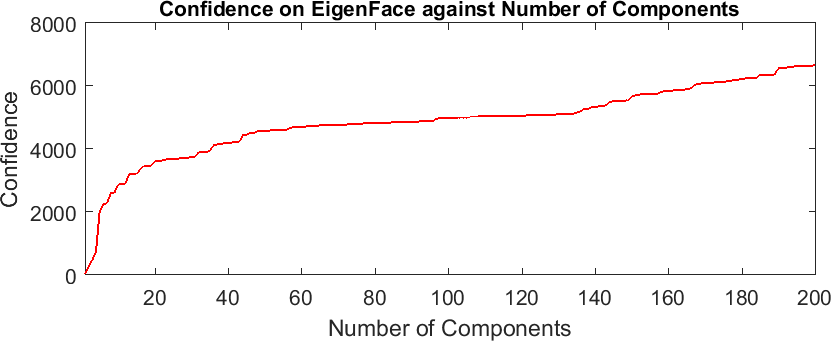 Confidence on EigenFace against Number of Components
8000
6000
4000
2000
0
Confidence
20 40 60 80 100 120 140 160 180 200
Number of Components